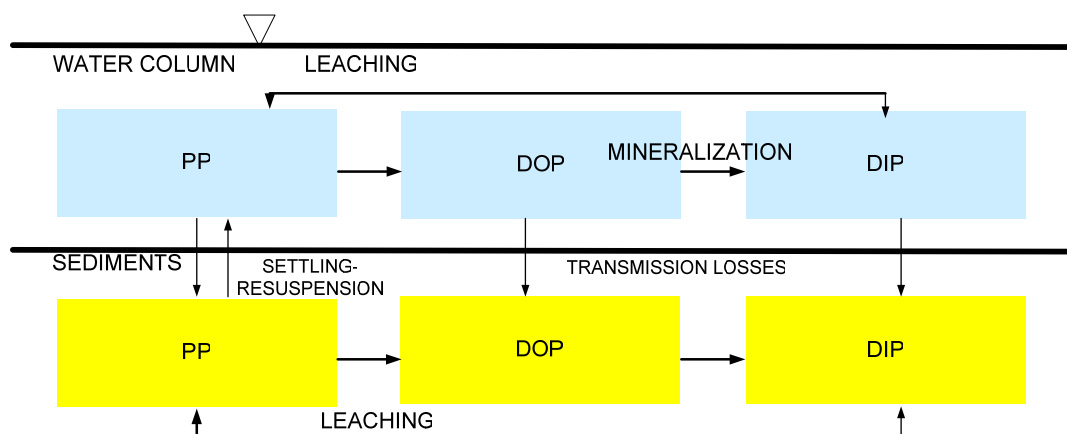 WATER COLUMN
LEACHING
PP
DOP
MINERALIZATION
DIP
SEDIMENTS
SETTLING-
RESUSPENSION
TRANSMISSION LOSSES
PP
DOP
DIP
LEACHING